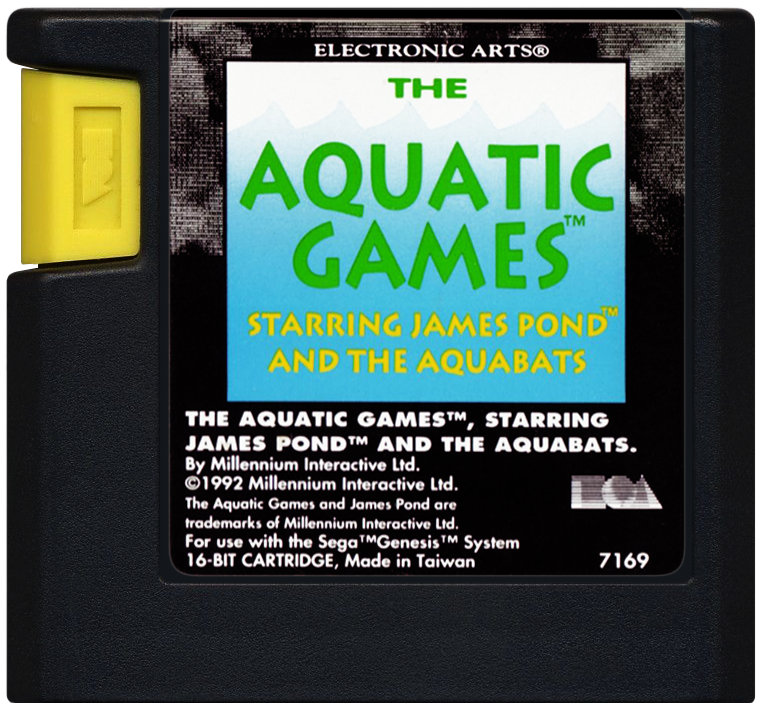 ELECTRONIC ARTS®
THE
AQUATIC
GAMES™
STARRING JAMES POND™
AND THE AQUABATS
THE AQUATIC GAMES™, STARRING
JAMES POND™ AND THE AQUABATS.
By Millennium Interactive Ltd.
©1992 Millennium Interactive Ltd.
The Aquatic Games and James Pond are
trademarks of Millennium Interactive Ltd.
For use with the Sega™Genesis™ System
16-BIT CARTRIDGE, Made in Taiwan
7169